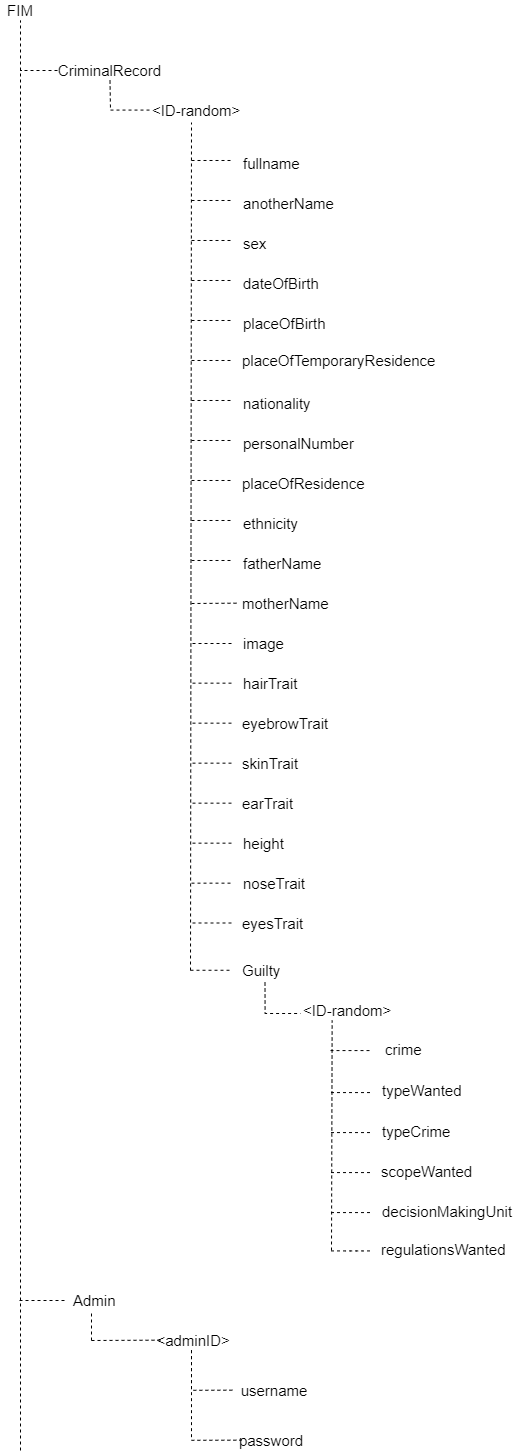 FIM
CriminalRecord
<ID-random>
fullname
anotherName
sex
dateOfBirth
placeOfBirth
placeOfTemporaryResidence
nationality
personalNumber
placeOfResidence
ethnicity
fatherName
motherName
image
hairTrait
eyebrowTrait
skinTrait
earTrait
height
noseTrait
eyesTrait
Guilty
<ID-random>
crime
typeWanted
typeCrime
scopeWanted
decisionMakingUnit
regulationsWanted
Admin
<adminID>
username
password